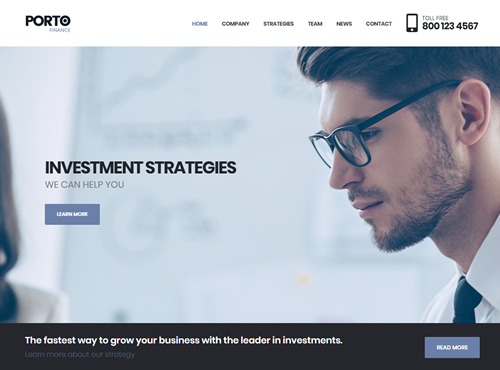 PORTO
FINANCE
HOME COMPANY STRATEGIES TEAM NEWS CONTACT
TOLL FREE
800 123 4567
INVESTMENT STRATEGIES
WE CAN HELP YOU
LEARN MORE
The fastest way to grow your business with the leader in investments.
Learn more about our strategy
READ MORE